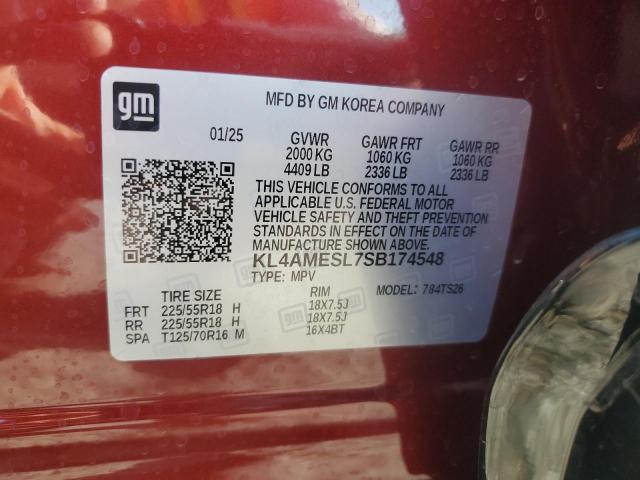 gm
MFD BY GM KOREA COMPANY
01/25 GVWR GAWR FRT GAWR RR
2000 KG 1060 KG 1060 KG
4409 LB 2336 LB 2336 LB
THIS VEHICLE CONFORMS TO ALL
APPLICABLE U.S. FEDERAL MOTOR
VEHICLE SAFETY AND THEFT PREVENTION
STANDARDS IN EFFECT ON THE DATE OF
MANUFACTURE SHOWN ABOVE.
KL4AMESL7SB174548
TYPE: MPV MODEL: 784TS26
TIRE SIZE RIM
FRT 225/55R18 H 18X7.5J
RR 225/55R18 H 18X7.5J
SPA T125/70R16 M 16X4BT